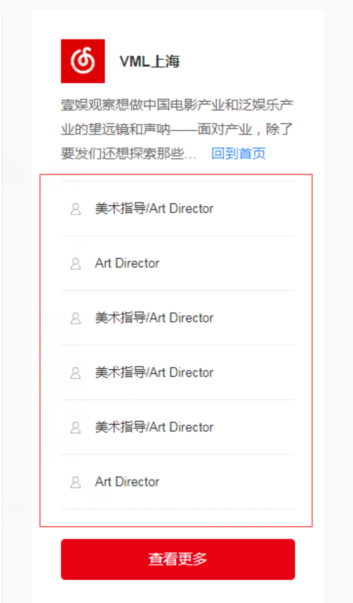 VML上海
壹娱观察想做中国电影产业和泛娱乐产
业的望远镜和声呐——面对产业，除了
要发们还想探索那些... 回到首页
美术指导/Art Director
Art Director
美术指导/Art Director
美术指导/Art Director
美术指导/Art Director
Art Director
查看更多